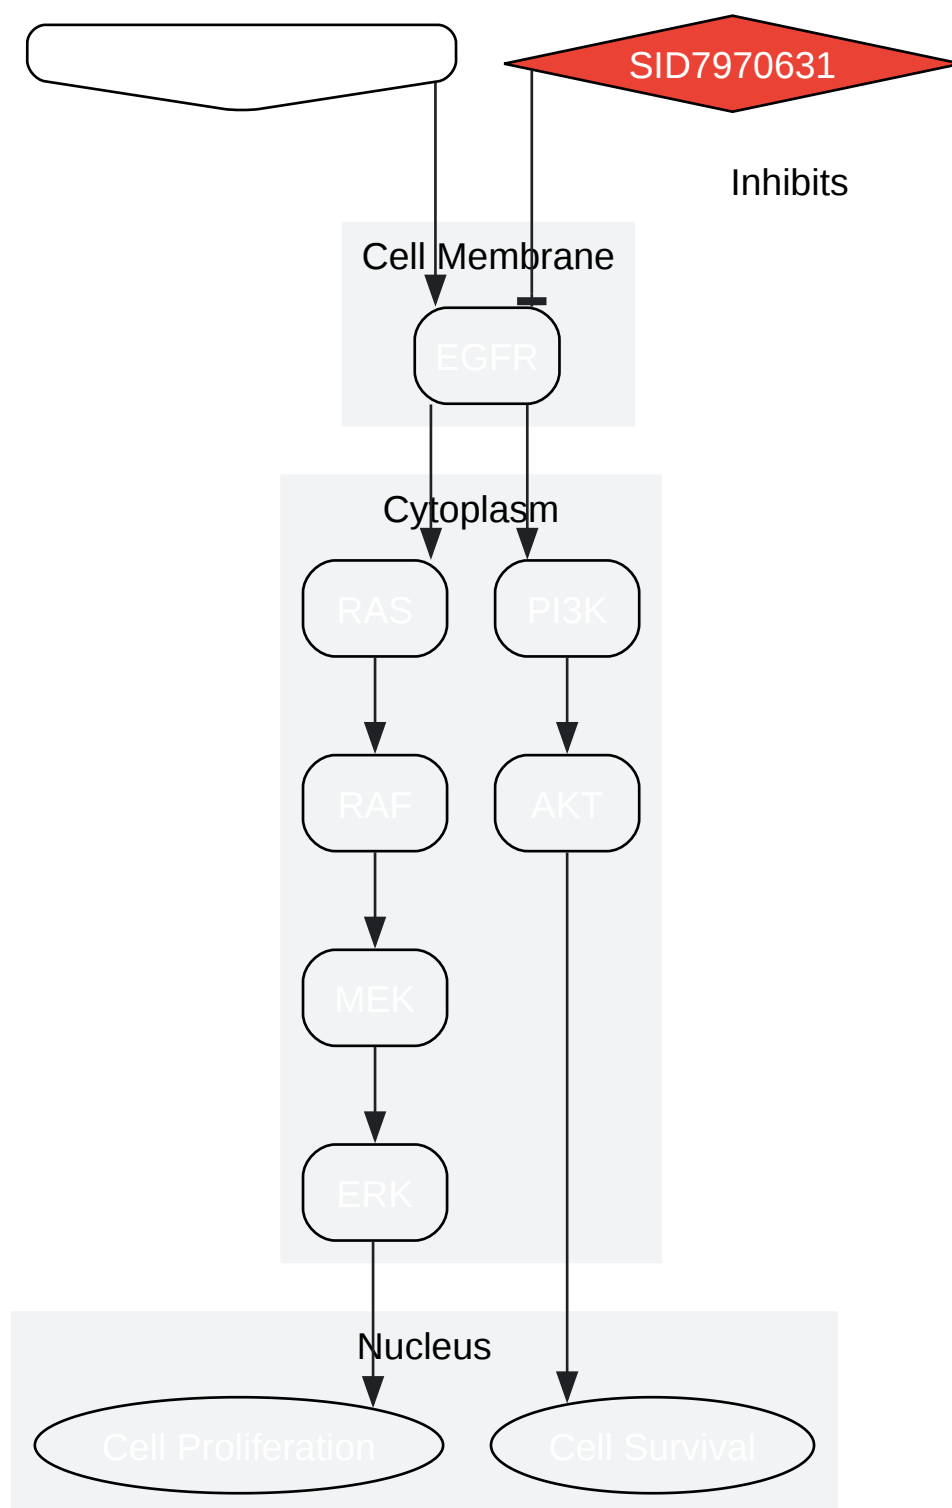 SID7970631
Inhibits
Cell Membrane
EGFR
Cytoplasm
RAS
PI3K
RAF
AKT
MEK
ERK
Nucleus
Cell Proliferation
Cell Survival